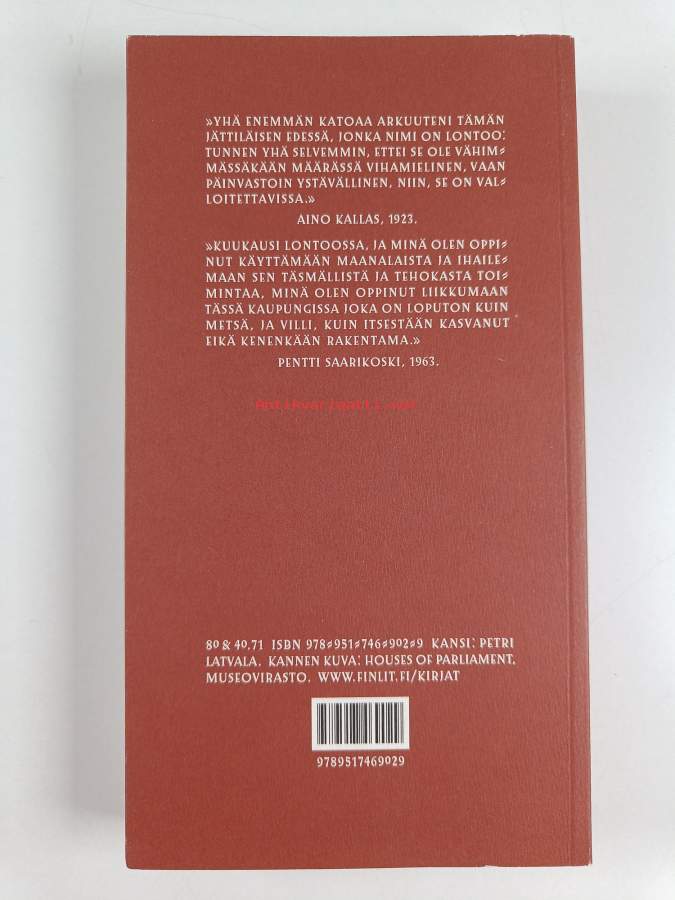 »YHÄ ENEMMÄN KATOAA ARKUUTENI TÄMÄN
JÄTTILÄISEN EDESSÄ, JONKA NIMI ON LONTOO:
TUNNEN YHÄ SELVEMMIN, ETTEI SE OLE VÄHIM-
MÄSSÄKÄÄN MÄÄRÄSSÄ VIHAMIELINEN, VAAN
PÄINVASTOIN YSTÄVÄLLINEN, NIIN, SE ON VAL-
LOITETTAVISSA.»
AINO KALLAS, 1923.
»KUUKAUSI LONTOOSSA, JA MINÄ OLEN OPPI-
NUT KÄYTTÄMÄÄN MAANALAISTA JA IHAILE-
MAAN SEN TÄSMÄLLISTÄ JA TEHOKASTA TOI-
MINTAA, MINÄ OLEN OPPINUT LIIKKUMAAN
TÄSSÄ KAUPUNGISSA JOKA ON LOPUTON KUIN
METSÄ, JA VILLI, KUIN ITSESTÄÄN KASVANUT
EIKÄ KENENKÄÄN RAKENTAMA.»
PENTTI SAARIKOSKI, 1963.
Antikvariaatti.com
80 & 40.71 ISBN 978-951-746-902-9 KANSI: PETRI
LATVALA. KANNEN KUVA: HOUSES OF PARLIAMENT.
MUSEOVIRASTO. WWW.FINLIT.FI/KIRJAT
9789517469029